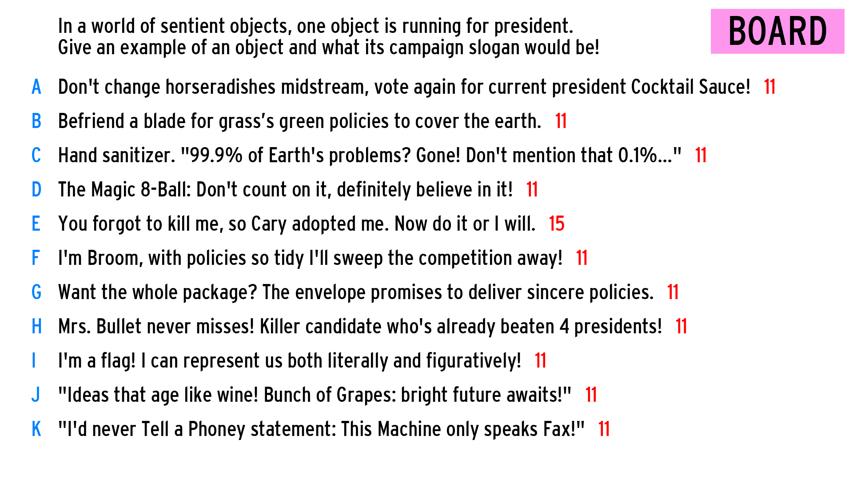 In a world of sentient objects, one object is running for president.
Give an example of an object and what its campaign slogan would be!
BOARD
A Don't change horseradishes midstream, vote again for current president Cocktail Sauce! 11
B Befriend a blade for grass’s green policies to cover the earth. 11
C Hand sanitizer. "99.9% of Earth's problems? Gone! Don't mention that 0.1%..." 11
D The Magic 8-Ball: Don't count on it, definitely believe in it! 11
E You forgot to kill me, so Cary adopted me. Now do it or I will. 15
F I'm Broom, with policies so tidy I'll sweep the competition away! 11
G Want the whole package? The envelope promises to deliver sincere policies. 11
H Mrs. Bullet never misses! Killer candidate who's already beaten 4 presidents! 11
I I'm a flag! I can represent us both literally and figuratively! 11
J "Ideas that age like wine! Bunch of Grapes: bright future awaits!" 11
K "I'd never Tell a Phoney statement: This Machine only speaks Fax!" 11